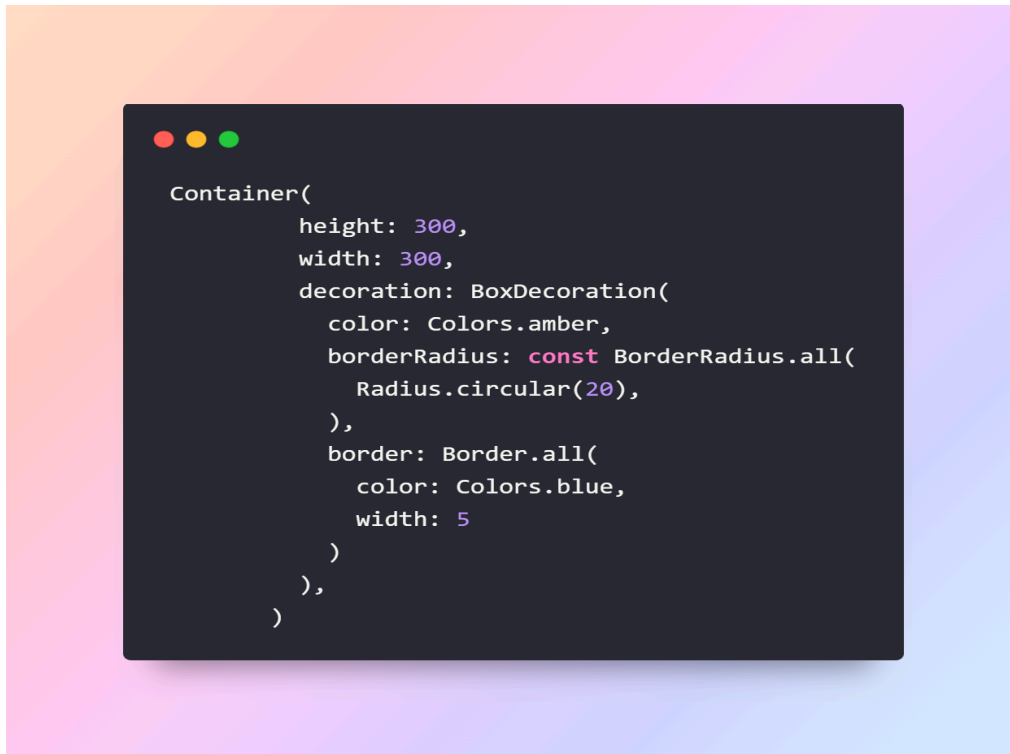 Container(
height: 300,
width: 300,
decoration: BoxDecoration(
color: Colors.amber,
borderRadius: const BorderRadius.all(
Radius.circular(20),
),
border: Border.all(
color: Colors.blue,
width: 5
)
),
)